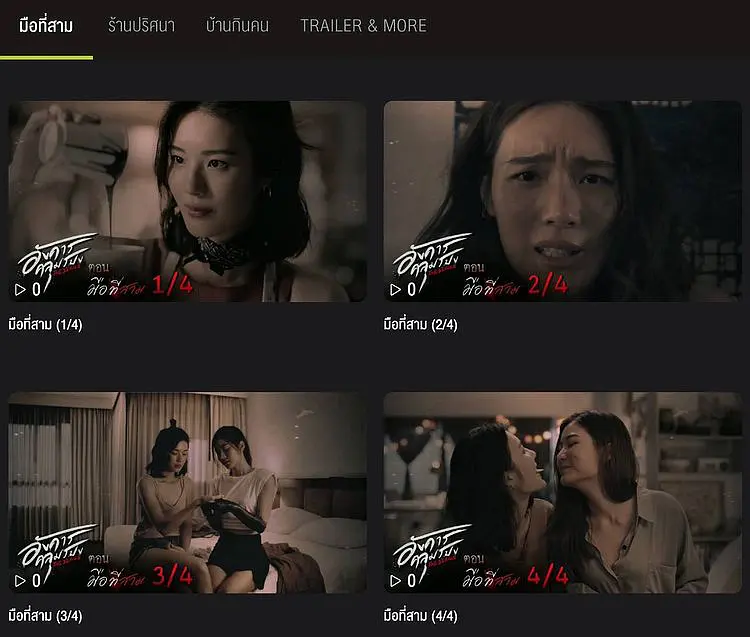 มือที่สาม ร้านปริศนา บ้านกินคน TRAILER & MORE
อังคาร
คลุมโปง
ตอน
0 มือที่สาม 1/4
มือที่สาม (1/4)
อังคาร
คลุมโปง
ตอน
0 มือที่สาม 2/4
มือที่สาม (2/4)
อังคาร
คลุมโปง
ตอน
0 มือที่สาม 3/4
มือที่สาม (3/4)
อังคาร
คลุมโปง
ตอน
0 มือที่สาม 4/4
มือที่สาม (4/4)